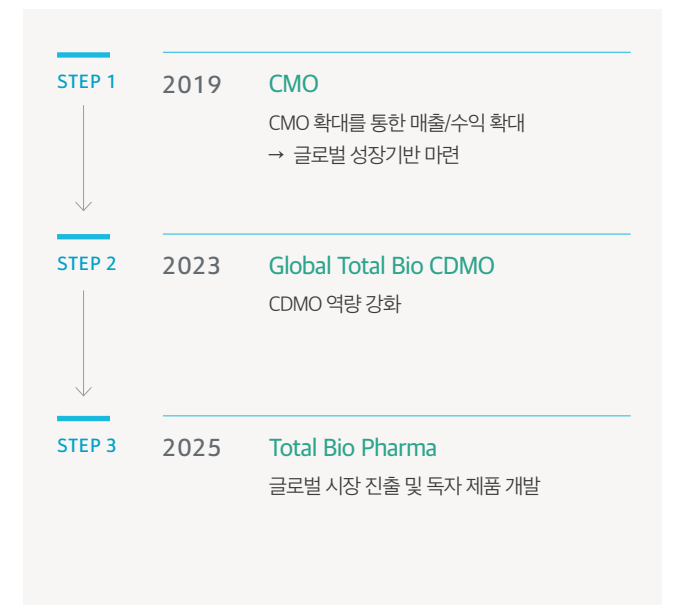 STEP 1
2019
CMO
CMO 확대를 통한 매출/수익 확대
→ 글로벌 성장기반 마련
STEP 2
2023
Global Total Bio CDMO
CDMO 역량 강화
STEP 3
2025
Total Bio Pharma
글로벌 시장 진출 및 독자 제품 개발